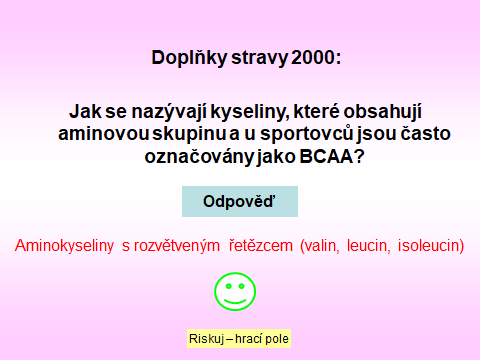 Doplňky stravy 2000:
Jak se nazývají kyseliny, které obsahují
aminovou skupinu a u sportovců jsou často
označovány jako BCAA?
Odpověď
Aminokyseliny s rozvětveným řetězcem (valin, leucin, isoleucin)
Riskuj – hrací pole